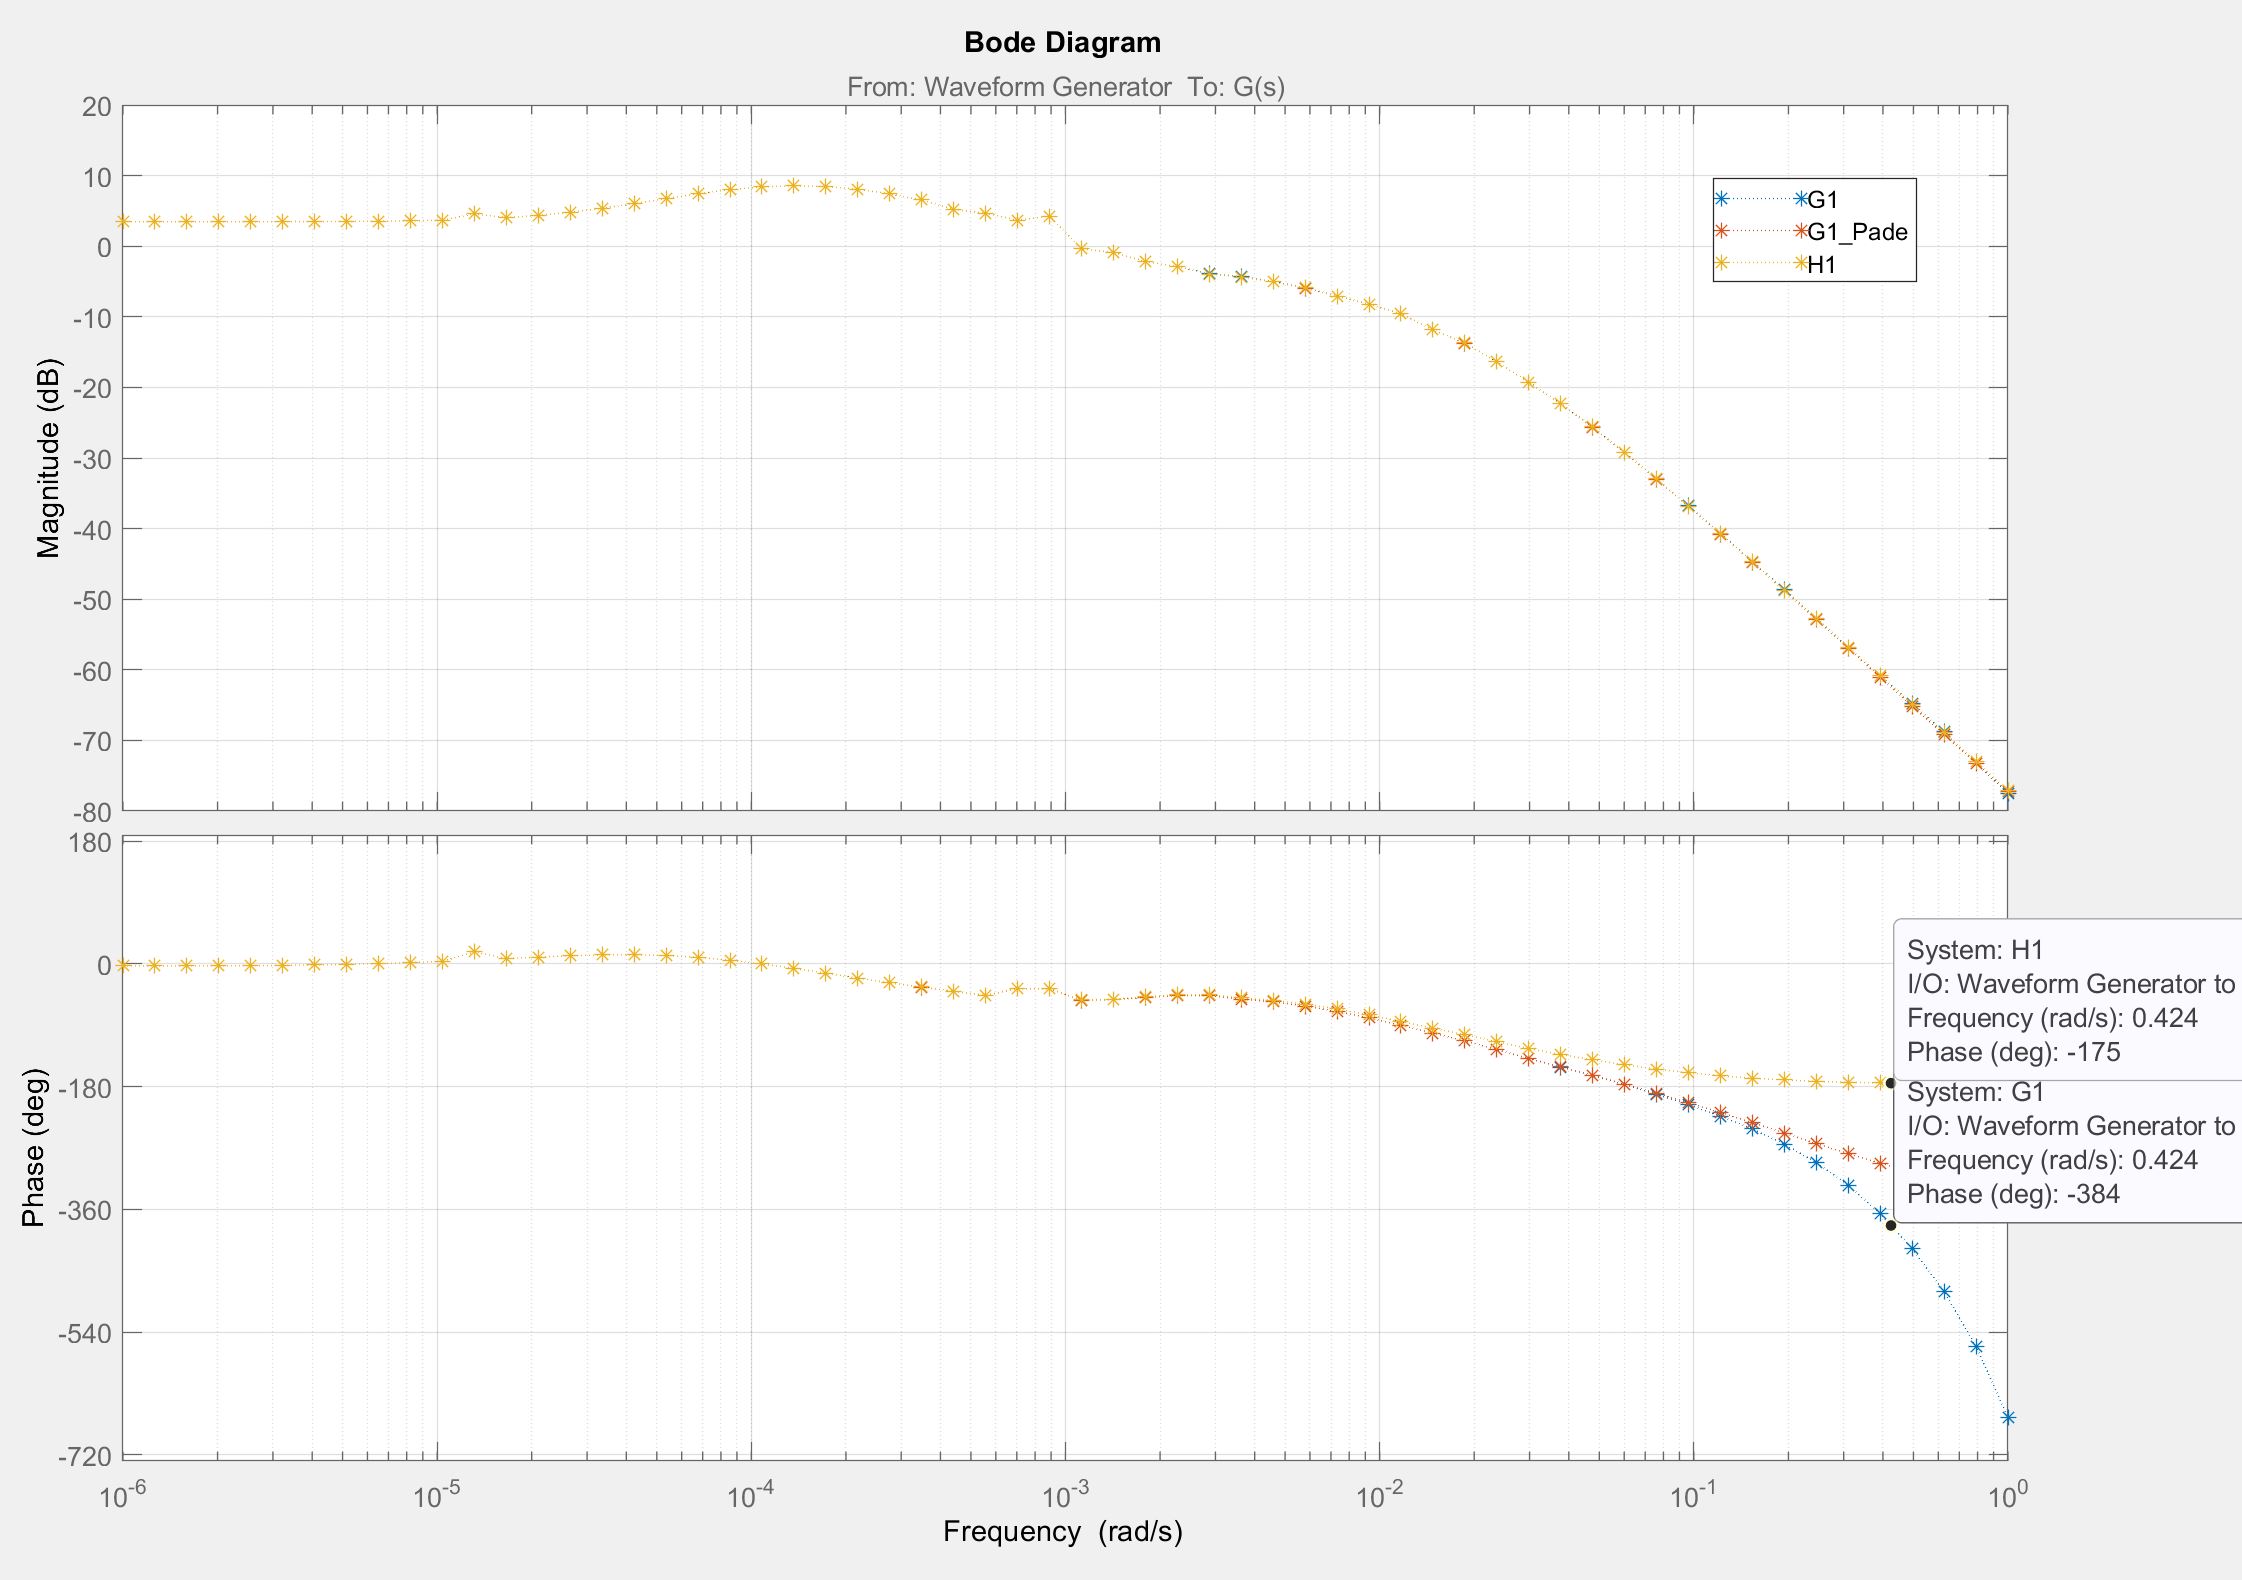 Bode Diagram
From: Waveform Generator  To: G(s)
20
10
0
-10
-20
-30
-40
-50
-60
-70
-80
Magnitude (dB)
G1
G1_Pade
H1
180
0
-180
-360
-540
-720
Phase (deg)
System: H1
I/O: Waveform Generator to
Frequency (rad/s): 0.424
Phase (deg): -175
System: G1
I/O: Waveform Generator to
Frequency (rad/s): 0.424
Phase (deg): -384
10^-6
10^-5
10^-4
10^-3
10^-2
10^-1
10^0
Frequency  (rad/s)